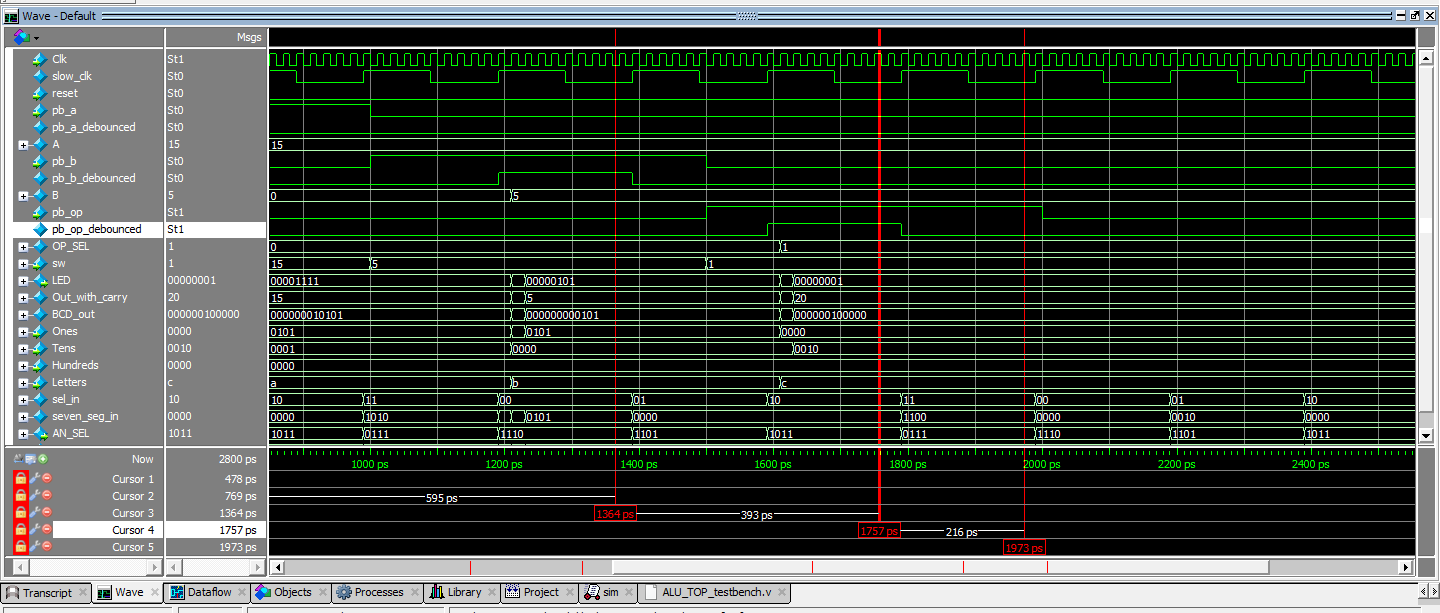 Wave - Default
Msgs
Clk St1
slow_clk St0
reset St0
pb_a St0
pb_a_debounced St0
A 15 15
pb_b St0
pb_b_debounced St0
B 5 0 5
pb_op St1
pb_op_debounced St1
OP_SEL 1 0 1
sw 1 15 5 1
LED 00000001 00001111 00000101 00000001
Out_with_carry 20 15 5 20
BCD_out 000000100000 000000010101 000000000101 000000100000
Ones 0000 0101 0101 0000
Tens 0010 0001 0000 0010
Hundreds 0000 0000
Letters c a b c
sel_in 10 10 11 00 01 10 11 00 01 10
seven_seg_in 0000 0000 1010 0101 0000 1100 0000 0010 0000
AN_SEL 1011 1011 0111 1110 1101 1011 0111 1110 1101 1011
Now 2800 ps 1000 ps 1200 ps 1400 ps 1600 ps 1800 ps 2000 ps 2200 ps 2400 ps
Cursor 1 478 ps
Cursor 2 769 ps 595 ps
Cursor 3 1364 ps 1364 ps 393 ps
Cursor 4 1757 ps 1757 ps 216 ps
Cursor 5 1973 ps 1973 ps
Transcript Wave Dataflow Objects Processes Library Project sim ALU_TOP_testbench.v